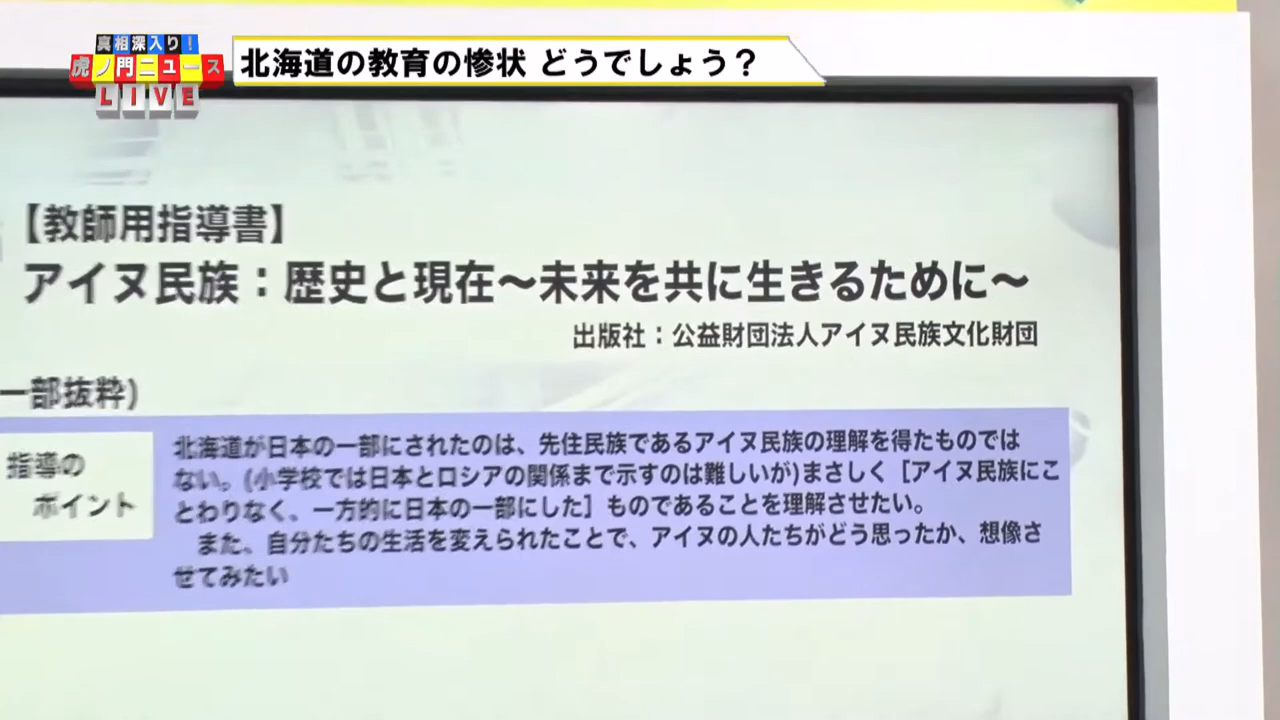 真相深入り！
虎ノ門ニュース
LIVE
北海道の教育の惨状 どうでしょう？
【教師用指導書】
アイヌ民族：歴史と現在〜未来を共に生きるために〜
出版社：公益財団法人アイヌ民族文化財団
一部抜粋)
指導の
ポイント
北海道が日本の一部にされたのは、先住民族であるアイヌ民族の理解を得たものでは
ない。(小学校では日本とロシアの関係まで示すのは難しいが)まさしく［アイヌ民族にこ
とわりなく、一方的に日本の一部にした］ものであることを理解させたい。
また、自分たちの生活を変えられたことで、アイヌの人たちがどう思ったか、想像さ
せてみたい